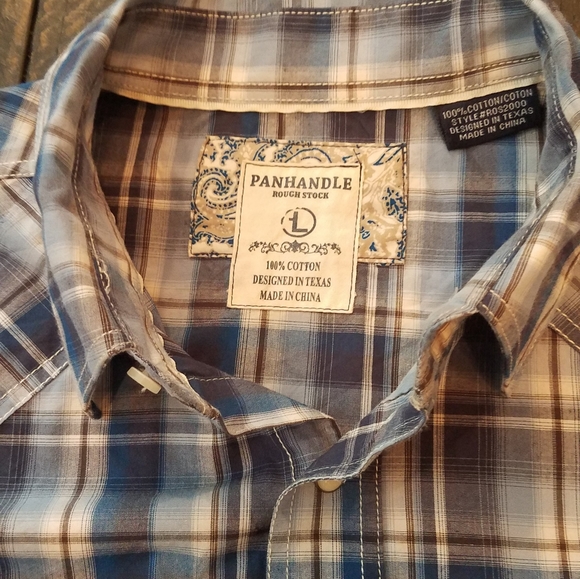 PANHANDLE
ROUGH STOCK
L
100% COTTON
DESIGNED IN TEXAS
MADE IN CHINA
100% COTTON/COTON
STYLE#R0S2000
DESIGNED IN TEXAS
MADE IN CHINA